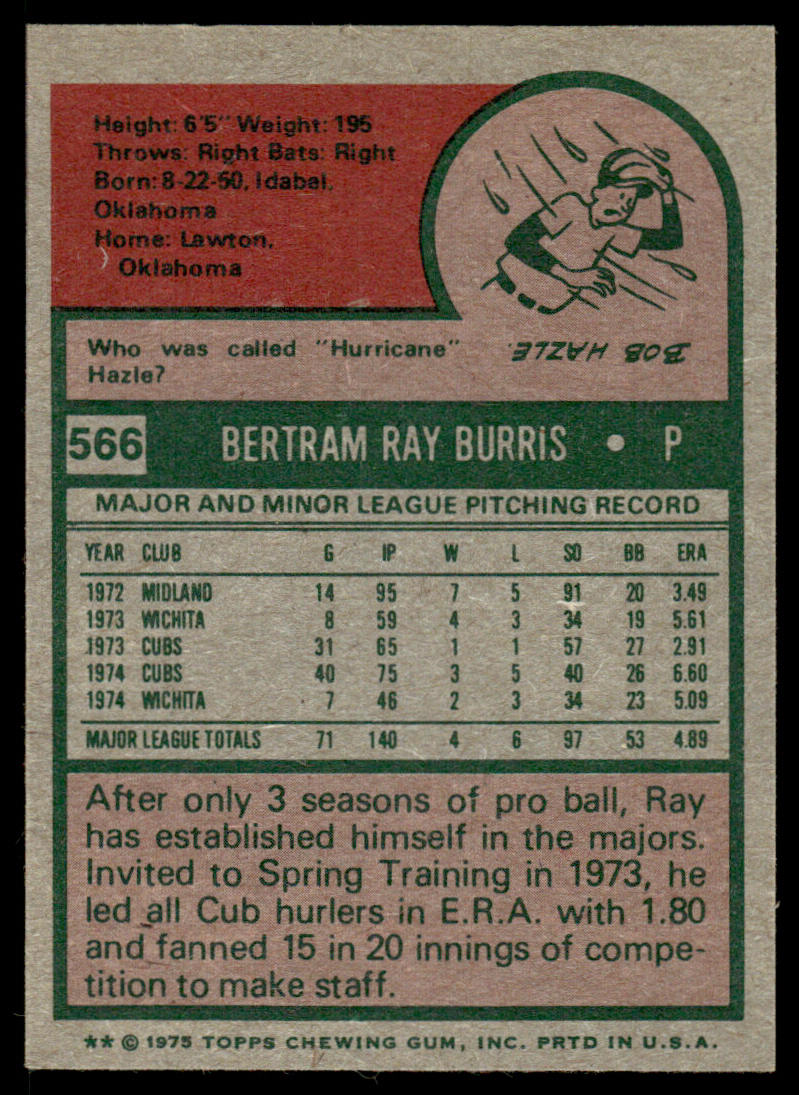 Height: 6'5" Weight: 195
Throws: Right Bats: Right
Born: 8-22-50, Idabel,
Oklahoma
Home: Lawton,
Oklahoma
Who was called "Hurricane"
Hazle?
BOB HAZLE.
566 BERTRAM RAY BURRIS • P
MAJOR AND MINOR LEAGUE PITCHING RECORD
YEAR CLUB G IP W L SO BB ERA
1972 MIDLAND 14 95 7 5 91 20 3.49
1973 WICHITA 8 59 4 3 34 19 5.61
1973 CUBS 31 65 1 1 57 27 2.91
1974 CUBS 40 75 3 5 40 26 6.60
1974 WICHITA 7 46 2 3 34 23 5.09
MAJOR LEAGUE TOTALS 71 140 4 6 97 53 4.89
After only 3 seasons of pro ball, Ray
has established himself in the majors.
Invited to Spring Training in 1973, he
led all Cub hurlers in E.R.A. with 1.80
and fanned 15 in 20 innings of compe-
tition to make staff.
** © 1975 TOPPS CHEWING GUM, INC. PRTD IN U.S.A.